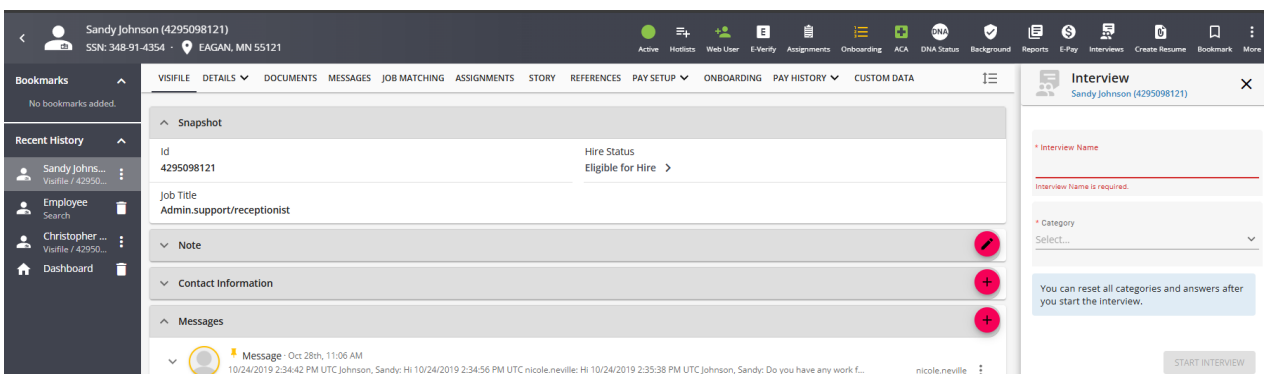 Sandy Johnson (4295098121)
SSN: 348-91-4354 · EAGAN, MN 55121
Active Hotlists Web User E-Verify Assignments Onboarding ACA DNA Status Background Reports E-Pay Interviews Create Resume Bookmark More
E
DNA
Bookmarks
No bookmarks added.
Recent History
Sandy Johns...
Visifile / 42950...
Employee
Search
Christopher ...
Visifile / 42950...
Dashboard
VISIFILE DETAILS DOCUMENTS MESSAGES JOB MATCHING ASSIGNMENTS STORY REFERENCES PAY SETUP ONBOARDING PAY HISTORY CUSTOM DATA
Snapshot
Id
4295098121
Hire Status
Eligible for Hire
Job Title
Admin.support/receptionist
Note
Contact Information
Messages
Message · Oct 28th, 11:06 AM
10/24/2019 2:34:42 PM UTC Johnson, Sandy: Hi 10/24/2019 2:34:56 PM UTC nicole.neville: Hi 10/24/2019 2:35:38 PM UTC Johnson, Sandy: Do you have any work f...
nicole.neville
Interview
Sandy Johnson (4295098121)
* Interview Name
Interview Name is required.
* Category
Select...
You can reset all categories and answers after
you start the interview.
START INTERVIEW